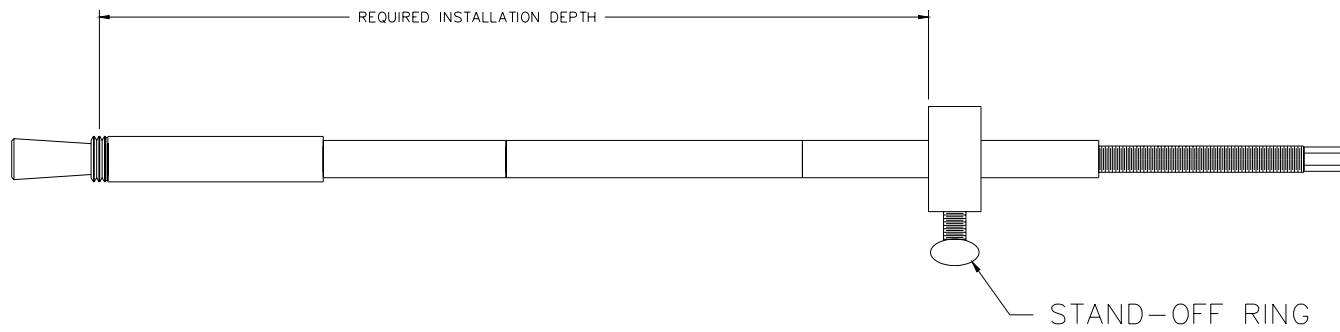 REQUIRED INSTALLATION DEPTH
STAND-OFF RING